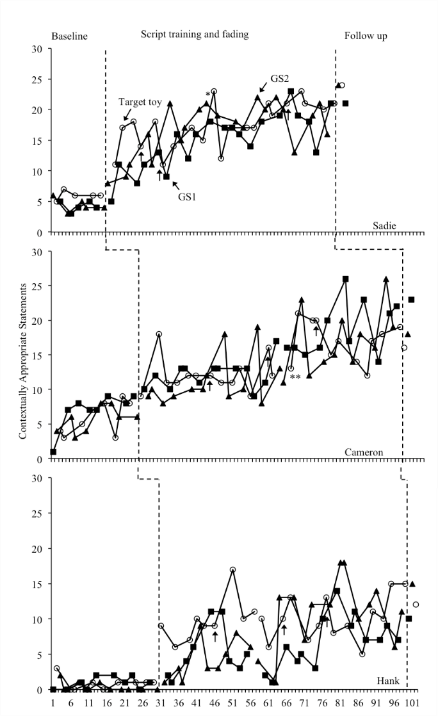 Baseline Script training and fading Follow up
30
25
20
15
10
5
0
Target toy
*
GS2
GS1
Sadie
30
25
20
15
10
5
0
**
Cameron
Contextually Appropriate Statements
30
25
20
15
10
5
0
Hank
1 6 11 16 21 26 31 36 41 46 51 56 61 66 71 76 81 86 91 96 101